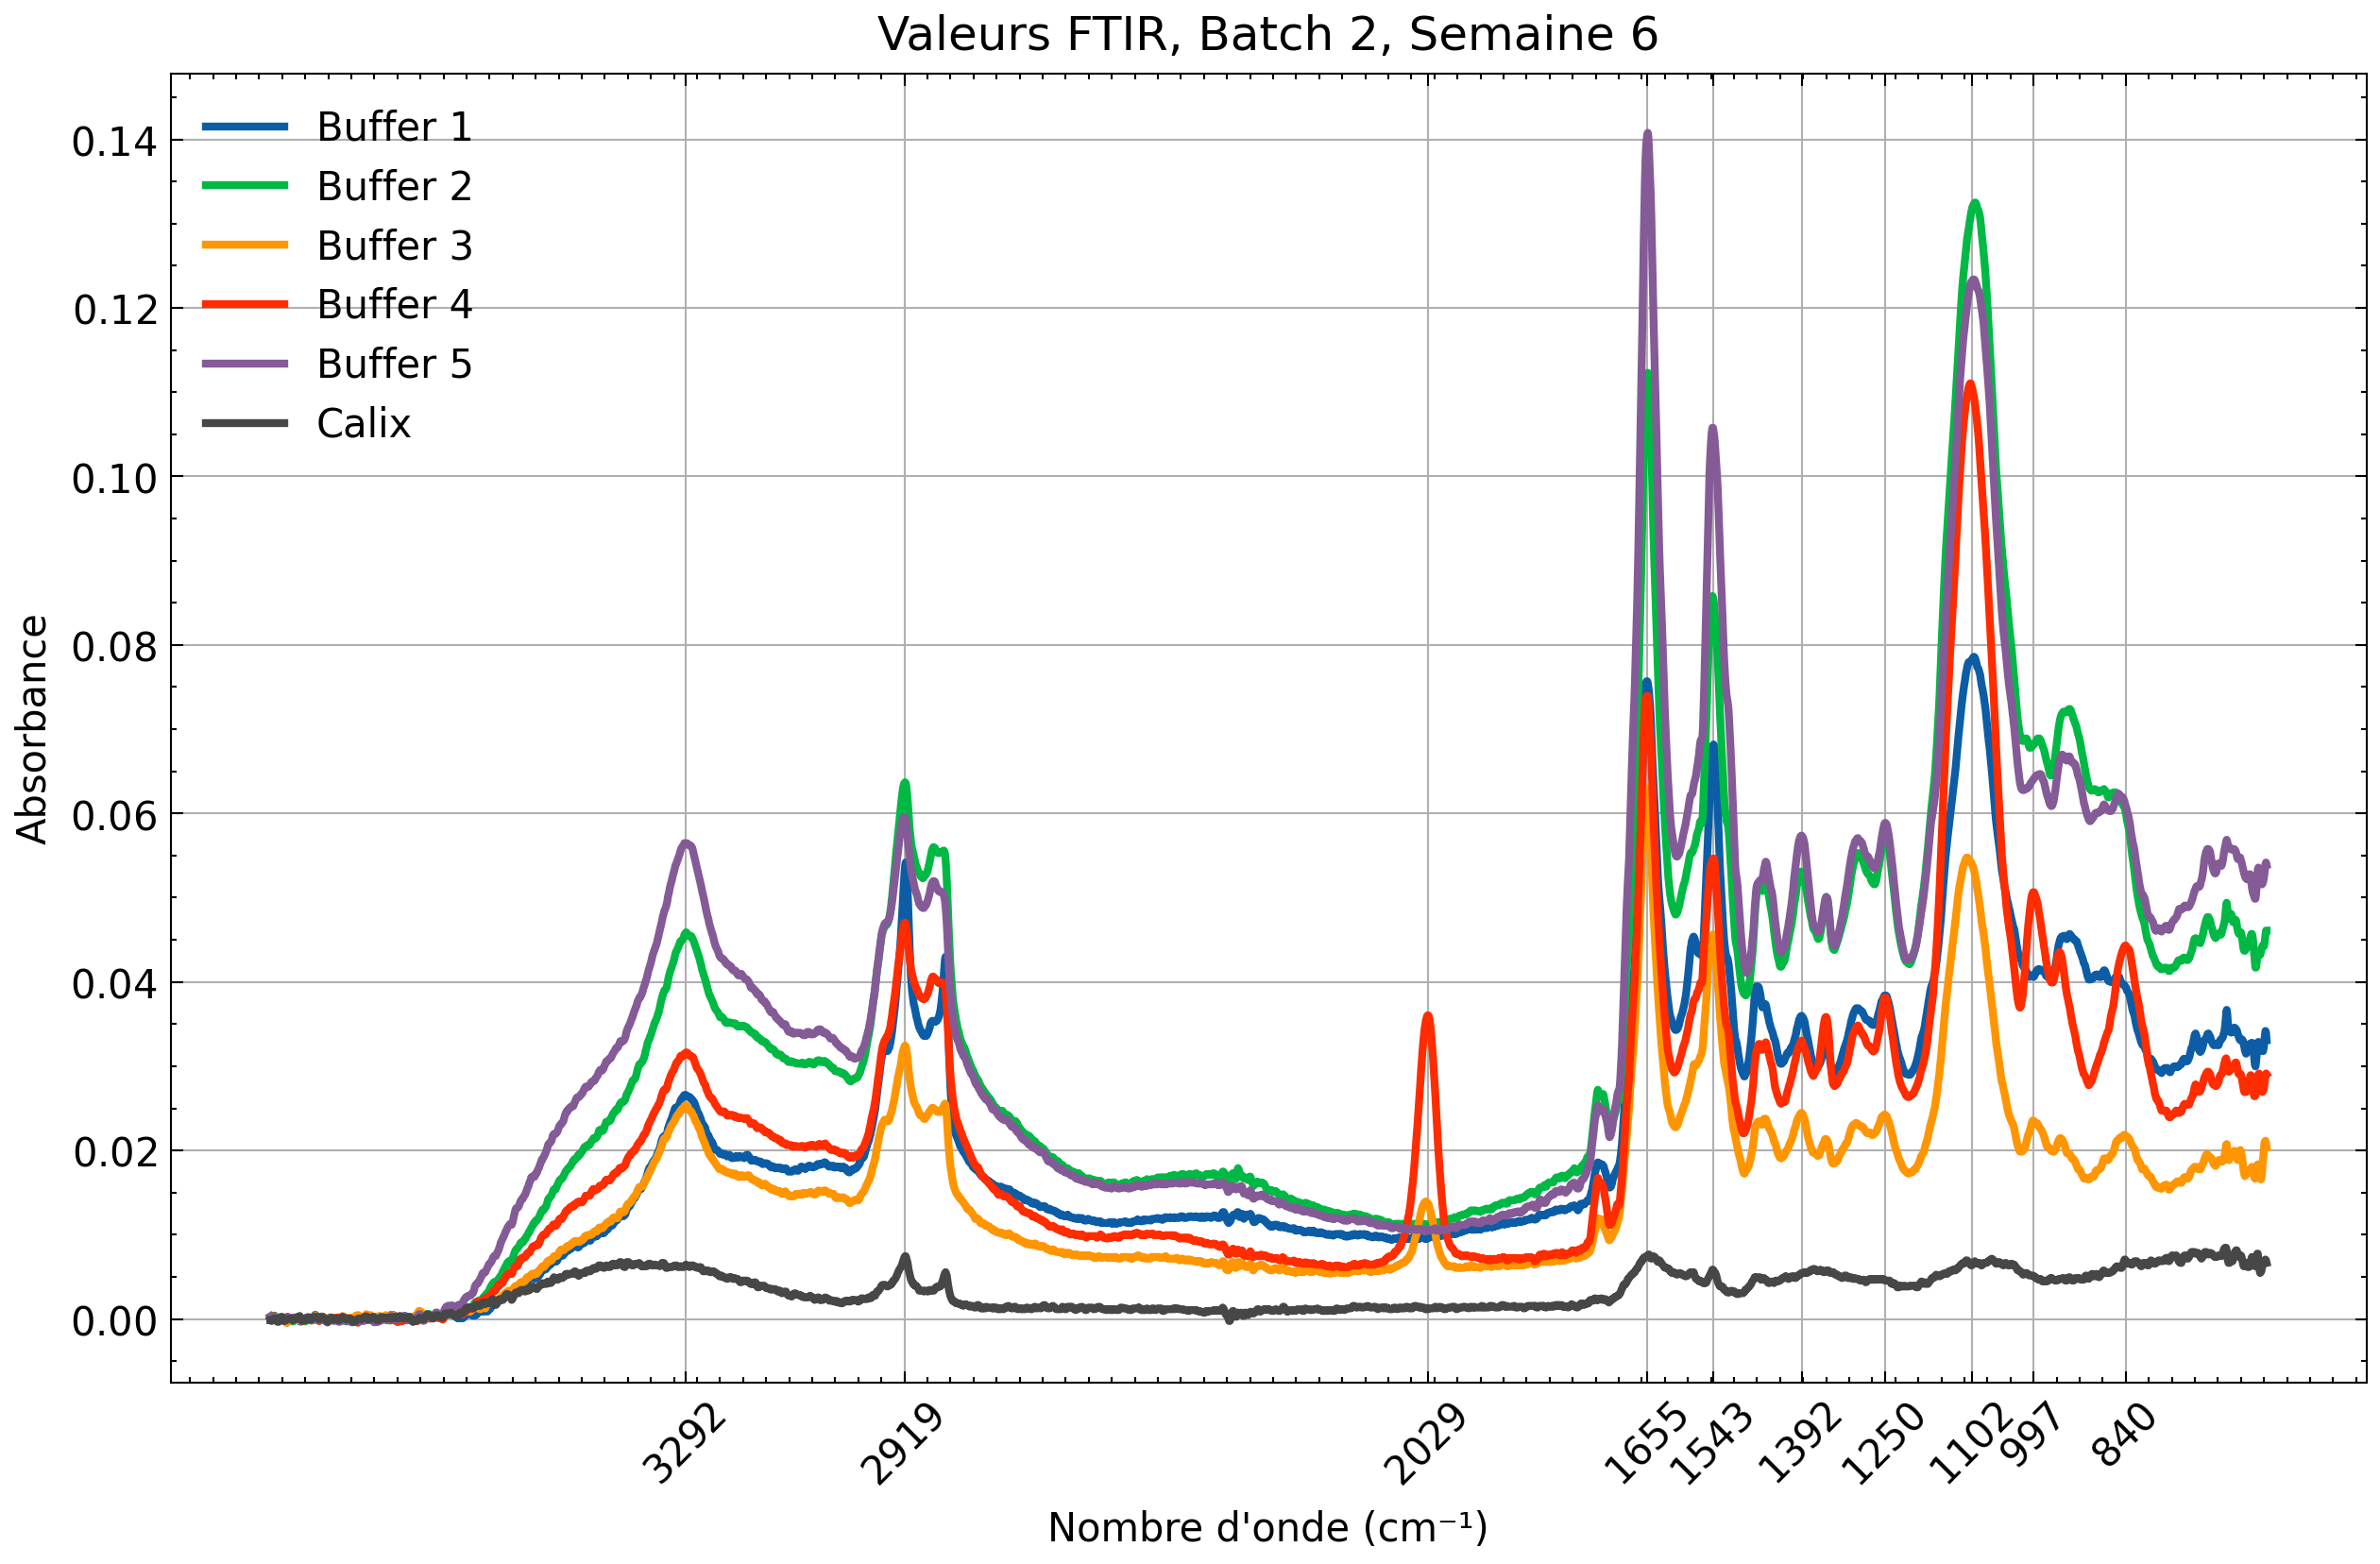 Valeurs FTIR, Batch 2, Semaine 6
Buffer 1
Buffer 2
Buffer 3
Buffer 4
Buffer 5
Calix
0.14
0.12
0.10
0.08
0.06
0.04
0.02
0.00
Absorbance
3292
2919
2029
1655
1543
1392
1250
1102
997
840
Nombre d'onde (cm⁻¹)